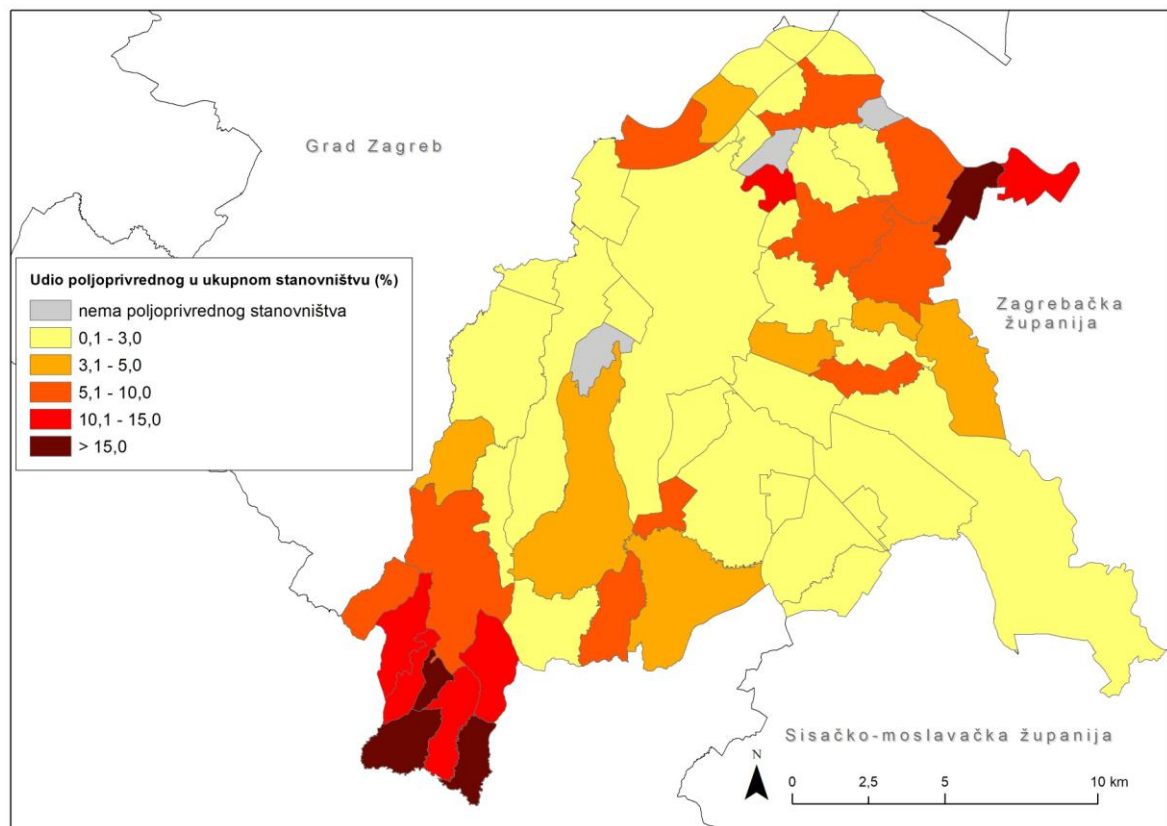 Grad Zagreb
Udio poljoprivrednog u ukupnom stanovništvu (%)
nema poljoprivrednog stanovništva
0,1 - 3,0
3,1 - 5,0
5,1 - 10,0
10,1 - 15,0
> 15,0
Zagrebačka
županija
Sisačko-moslavačka županija
N
0 2,5 5 10 km